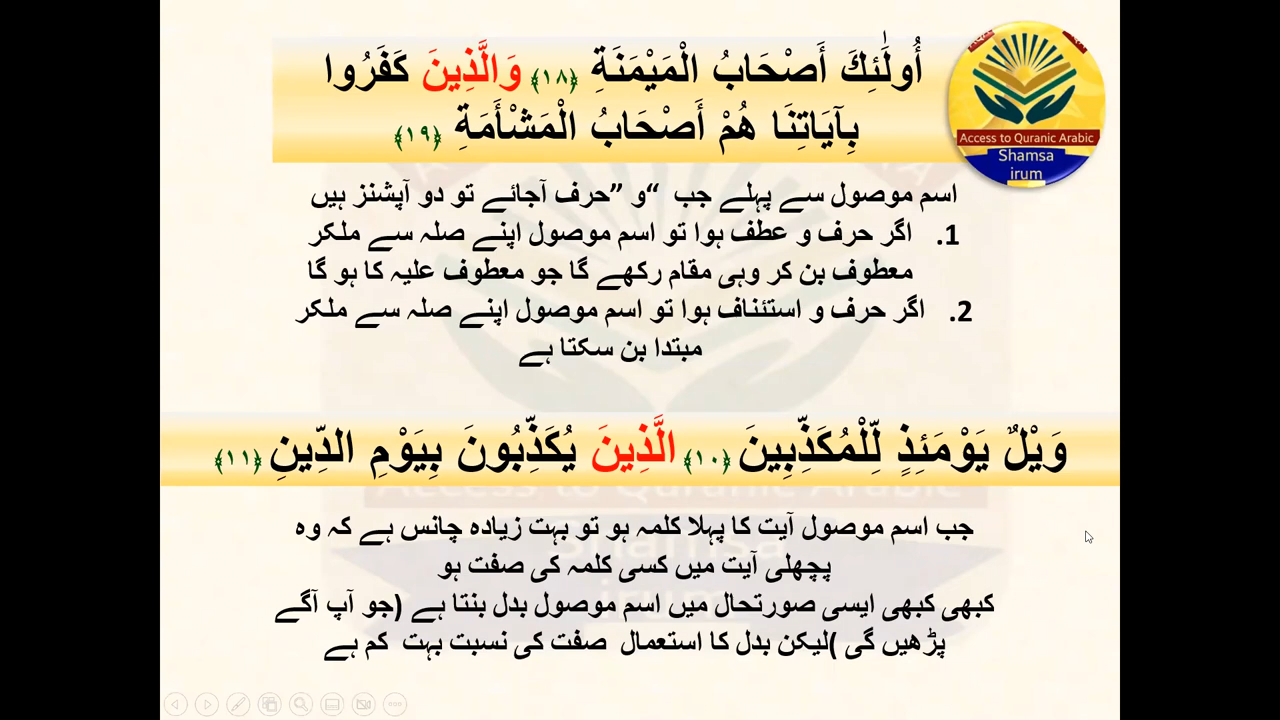 أُولَٰئِكَ أَصْحَابُ الْمَيْمَنَةِ ﴿١٨﴾ وَالَّذِينَ كَفَرُوا
بِآيَاتِنَا هُمْ أَصْحَابُ الْمَشْأَمَةِ ﴿١٩﴾
Access to Quranic Arabic
Shamsa
irum
اسم موصول سے پہلے جب “و ”حرف آجائے تو دو آپشنز ہیں
1. اگر حرف و عطف ہوا تو اسم موصول اپنے صلہ سے ملکر
معطوف بن کر وہی مقام رکھے گا جو معطوف علیہ کا ہو گا
2. اگر حرف و استئناف ہوا تو اسم موصول اپنے صلہ سے ملکر
مبتدا بن سکتا ہے
وَيْلٌ يَوْمَئِذٍ لِّلْمُكَذِّبِينَ ﴿١٠﴾ الَّذِينَ يُكَذِّبُونَ بِيَوْمِ الدِّينِ ﴿١١﴾
جب اسم موصول آیت کا پہلا کلمہ ہو تو بہت زیادہ چانس ہے کہ وہ
پچھلی آیت میں کسی کلمہ کی صفت ہو
کبھی کبھی ایسی صورتحال میں اسم موصول بدل بنتا ہے (جو آپ آگے
پڑھیں گی )لیکن بدل کا استعمال صفت کی نسبت بہت کم ہے